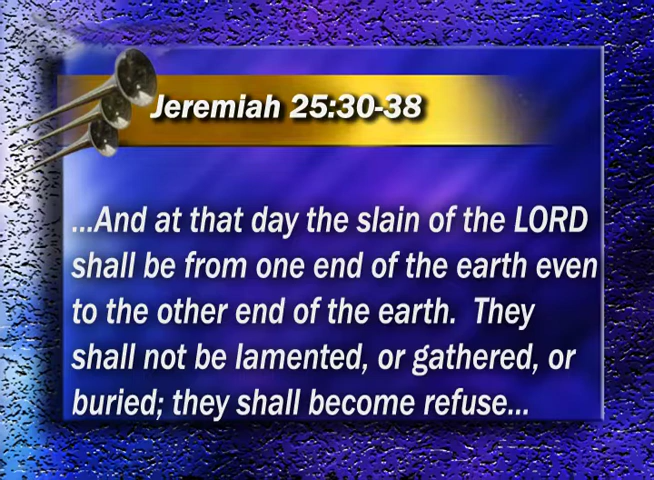 Jeremiah 25:30-38
...And at that day the slain of the LORD
shall be from one end of the earth even
to the other end of the earth.  They
shall not be lamented, or gathered, or
buried; they shall become refuse...